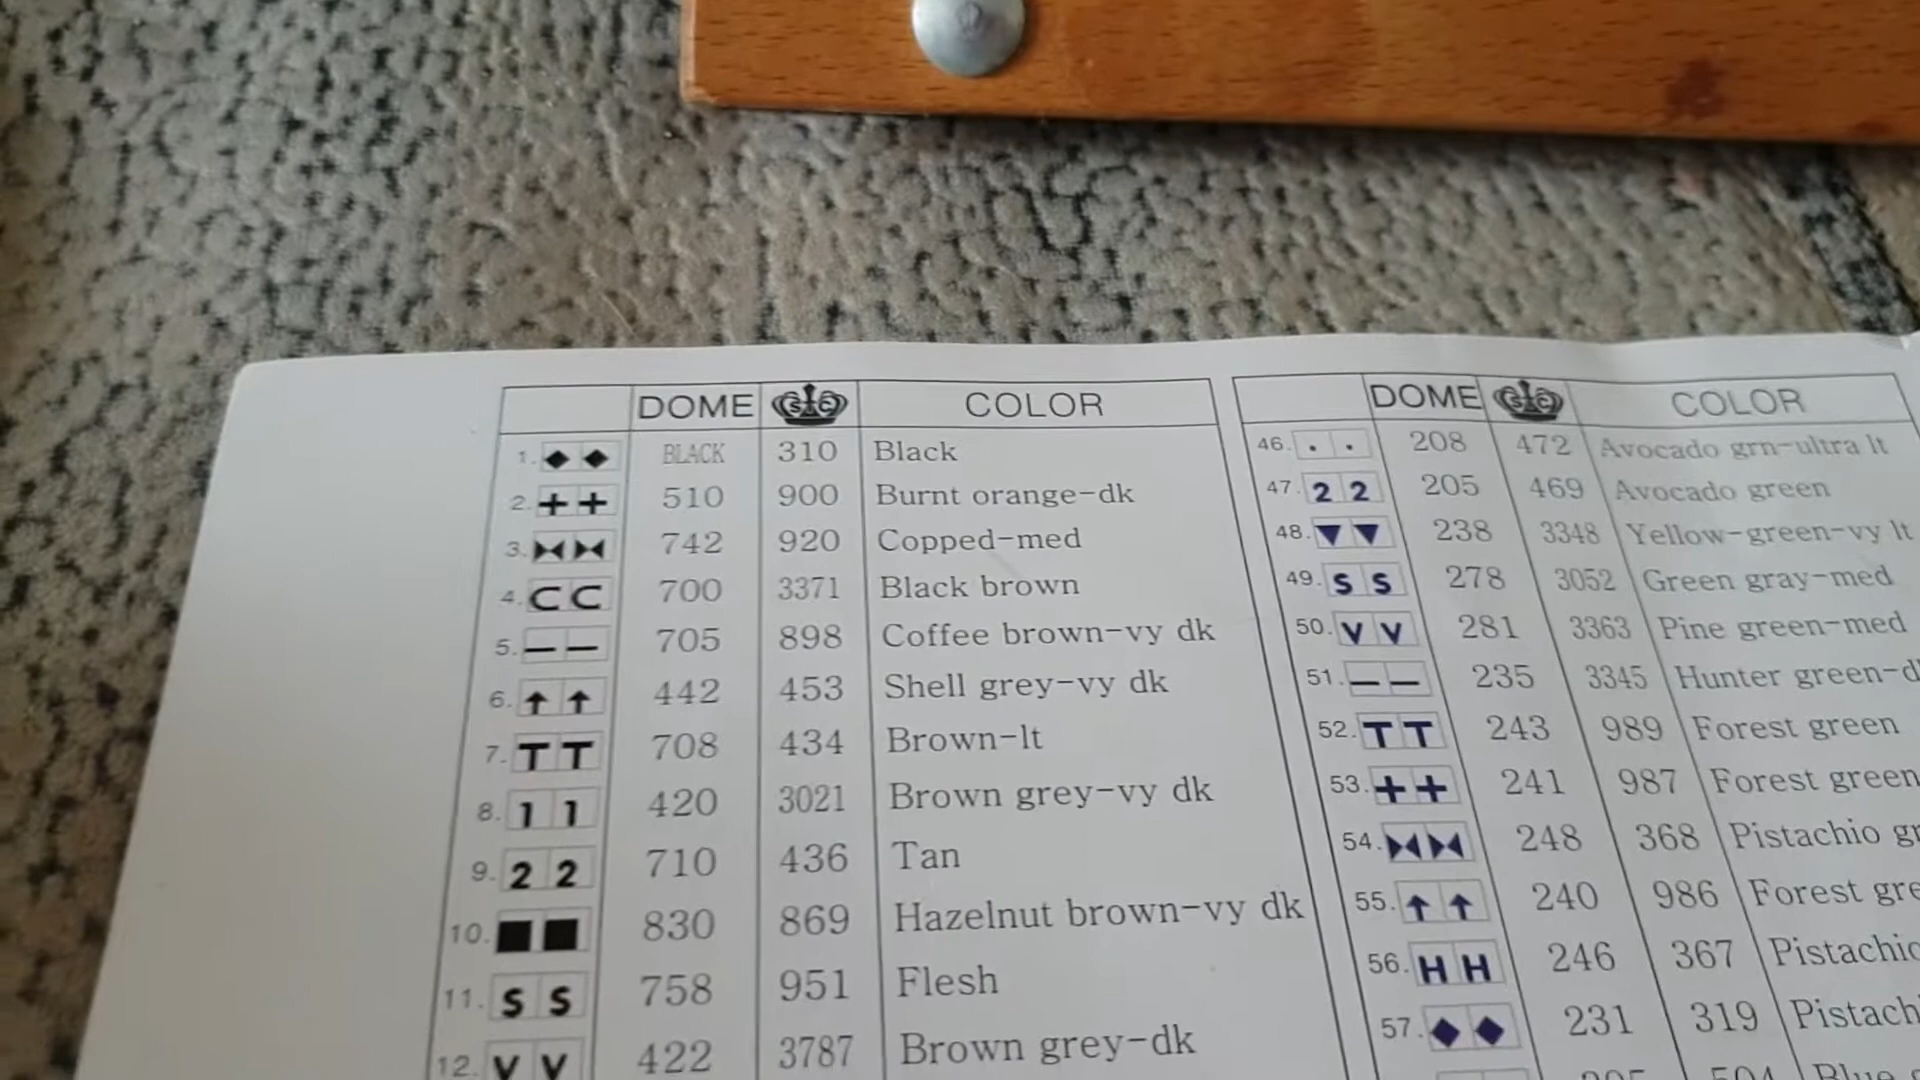 DOME SC COLOR
1. ◆ ◆ BLACK 310 Black
2. + + 510 900 Burnt orange-dk
3. ⧓ ⧓ 742 920 Copped-med
4. C C 700 3371 Black brown
5. — — 705 898 Coffee brown-vy dk
6. ↑ ↑ 442 453 Shell grey-vy dk
7. T T 708 434 Brown-lt
8. 1 1 420 3021 Brown grey-vy dk
9. 2 2 710 436 Tan
10. ■ ■ 830 869 Hazelnut brown-vy dk
11. S S 758 951 Flesh
12. V V 422 3787 Brown grey-dk
DOME SC COLOR
46. · · 208 472 Avocado grn-ultra lt
47. 2 2 205 469 Avocado green
48. ▼ ▼ 238 3348 Yellow-green-vy lt
49. S S 278 3052 Green gray-med
50. V V 281 3363 Pine green-med
51. — — 235 3345 Hunter green-d
52. T T 243 989 Forest green
53. + + 241 987 Forest green
54. ⧓ ⧓ 248 368 Pistachio g
55. ↑ ↑ 240 986 Forest gre
56. H H 246 367 Pistachi
57. ◆ ◆ 231 319 Pistach